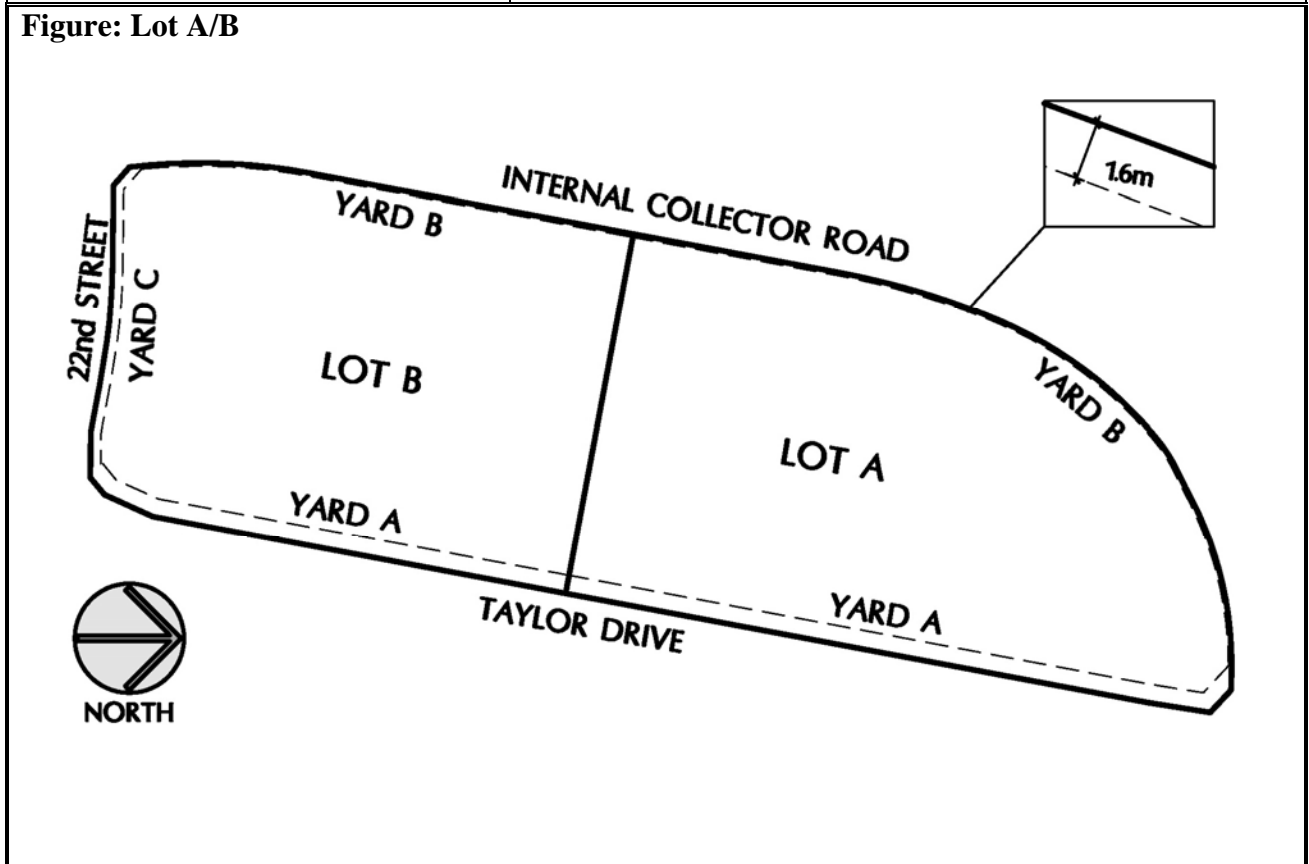 Figure: Lot A/B
INTERNAL COLLECTOR ROAD
1.6m
YARD B
22nd STREET
YARD C
LOT B
YARD B
LOT A
YARD A
YARD A
TAYLOR DRIVE
NORTH